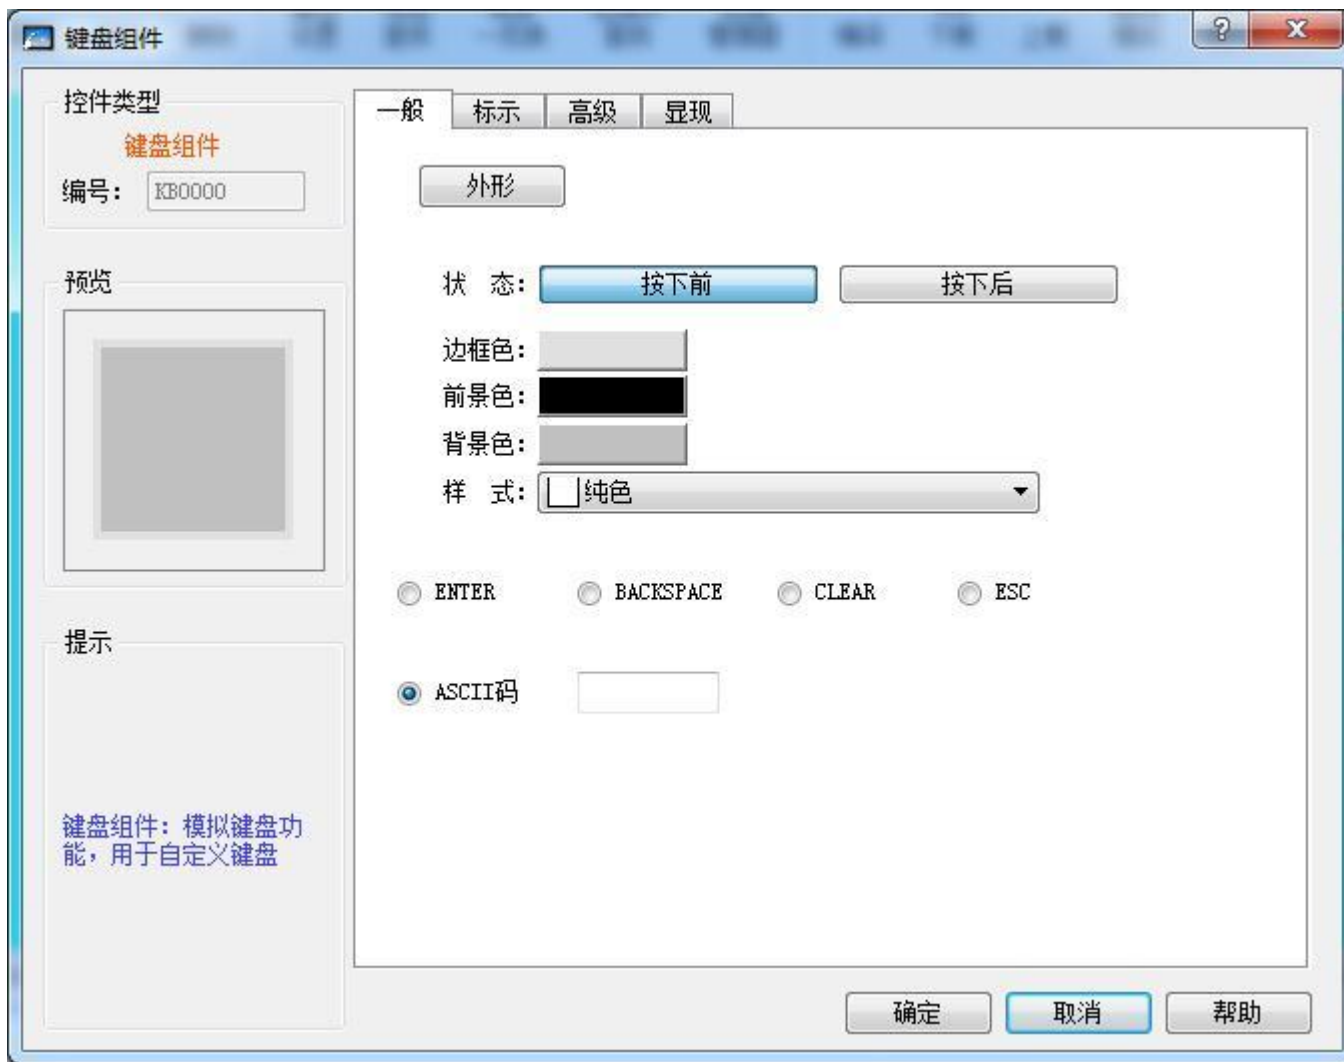 键盘组件
控件类型
键盘组件
编号: KB0000
预览
提示
键盘组件: 模拟键盘功
能, 用于自定义键盘
一般 标示 高级 显现
外形
状 态: 按下前 按下后
边框色:
前景色:
背景色:
样 式: 纯色
ENTER BACKSPACE CLEAR ESC
ASCII码
确定 取消 帮助